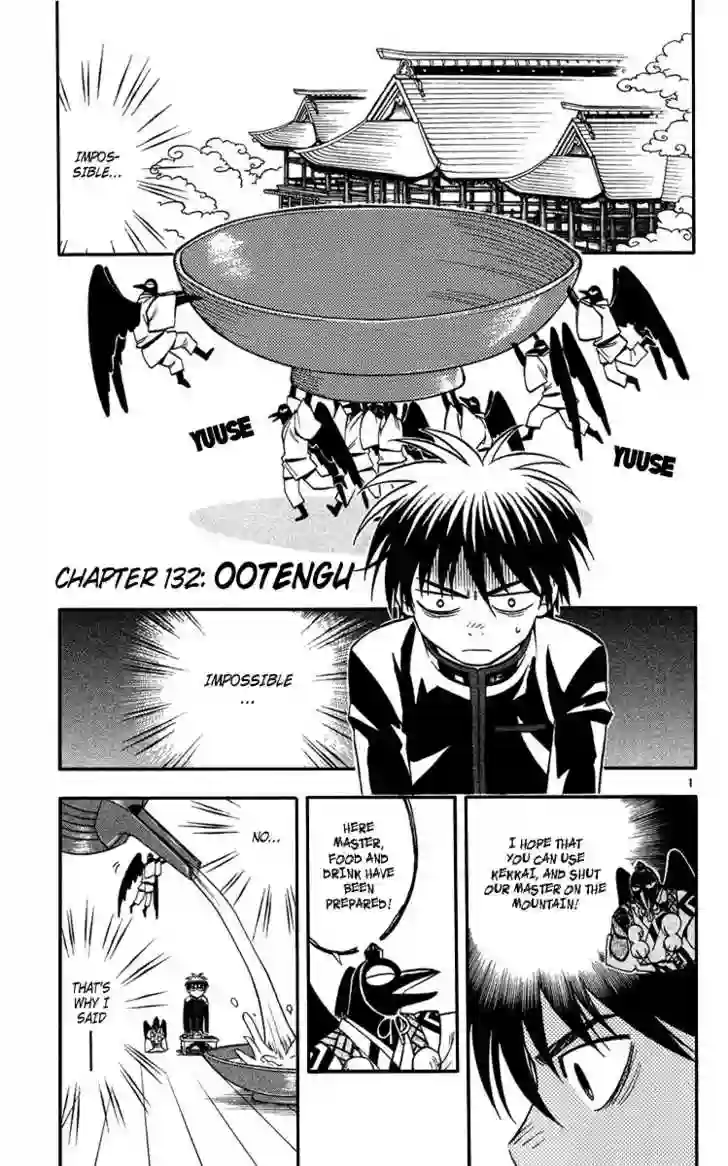 IMPOS-
SIBLE...
YUUSE
YUUSE
CHAPTER 132: OOTENGU
IMPOSSIBLE
...
1
I HOPE THAT
YOU CAN USE
KEKKAI, AND SHUT
OUR MASTER ON THE
MOUNTAIN!
HERE
MASTER,
FOOD AND
DRINK HAVE
BEEN
PREPARED!
NO...
THAT'S
WHY I
SAID
—